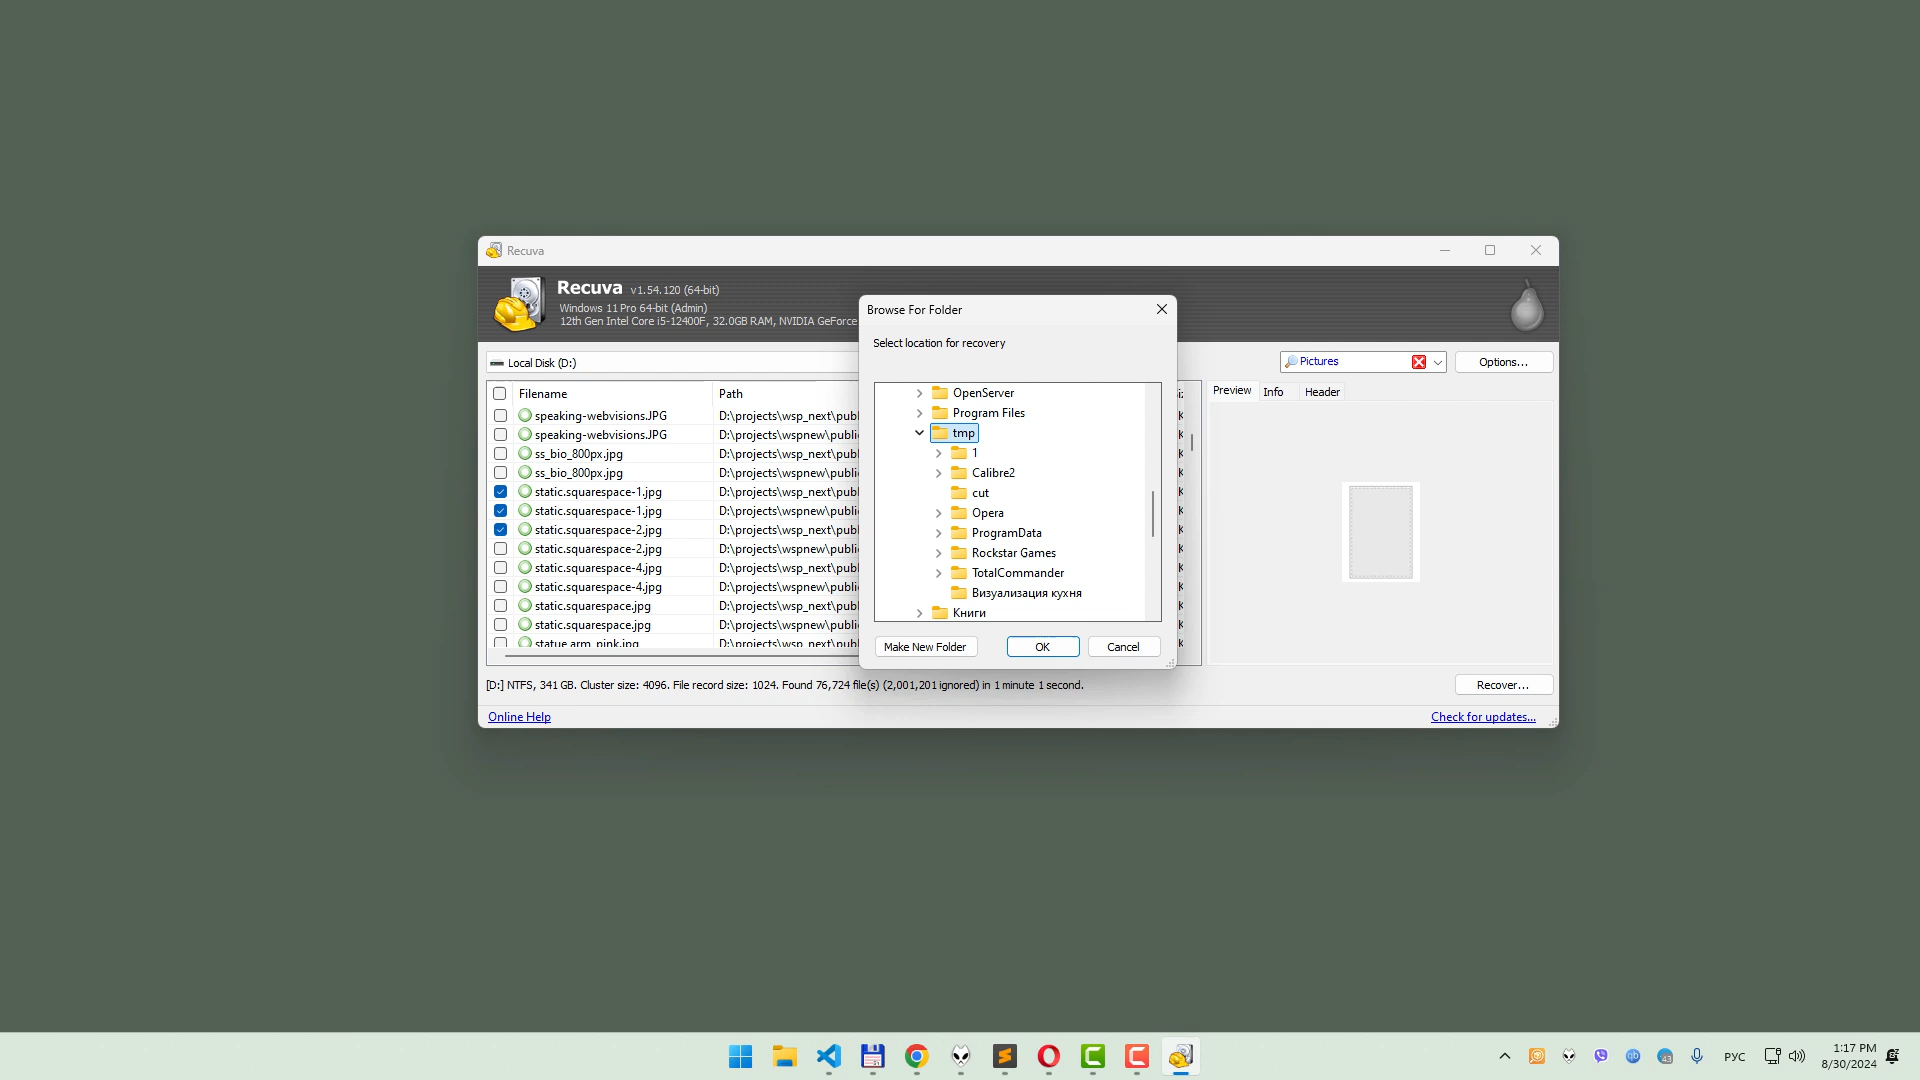 Recuva
Recuva v1.54.120 (64-bit)
Windows 11 Pro 64-bit (Admin)
12th Gen Intel Core i5-12400F, 32.0GB RAM, NVIDIA GeForce
Browse For Folder
Select location for recovery
Local Disk (D:)
Pictures
Options...
Filename
Path
speaking-webvisions.JPG D:\projects\wsp_next\publ
speaking-webvisions.JPG D:\projects\wspnew\publi
ss_bio_800px.jpg D:\projects\wsp_next\publ
ss_bio_800px.jpg D:\projects\wspnew\publi
static.squarespace-1.jpg D:\projects\wsp_next\publ
static.squarespace-1.jpg D:\projects\wspnew\publi
static.squarespace-2.jpg D:\projects\wsp_next\publ
static.squarespace-2.jpg D:\projects\wspnew\publi
static.squarespace-4.jpg D:\projects\wsp_next\publ
static.squarespace-4.jpg D:\projects\wspnew\publi
static.squarespace.jpg D:\projects\wsp_next\publ
static.squarespace.jpg D:\projects\wspnew\publi
statue arm pink.jpg D:\projects\wsp_next\publ
OpenServer
Program Files
tmp
1
Calibre2
cut
Opera
ProgramData
Rockstar Games
TotalCommander
Визуализация кухня
Книги
Make New Folder
OK
Cancel
Preview
Info
Header
[D:] NTFS, 341 GB. Cluster size: 4096. File record size: 1024. Found 76,724 file(s) (2,001,201 ignored) in 1 minute 1 second.
Recover...
Online Help
Check for updates...
qb
43
РУС
1:17 PM
8/30/2024